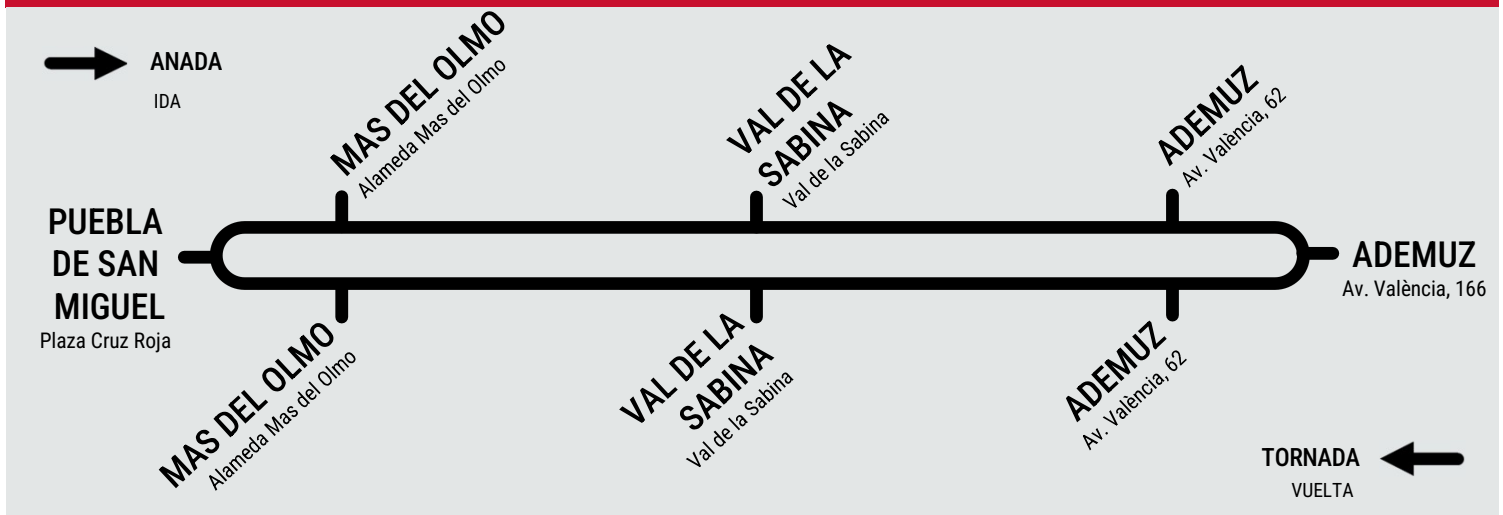 ANADA
IDA
MAS DEL OLMO
Alameda Mas del Olmo
VAL DE LA
SABINA
Val de la Sabina
ADEMUZ
Av. València, 62
PUEBLA
DE SAN
MIGUEL
Plaza Cruz Roja
ADEMUZ
Av. València, 166
MAS DEL OLMO
Alameda Mas del Olmo
VAL DE LA
SABINA
Val de la Sabina
ADEMUZ
Av. València, 62
TORNADA
VUELTA